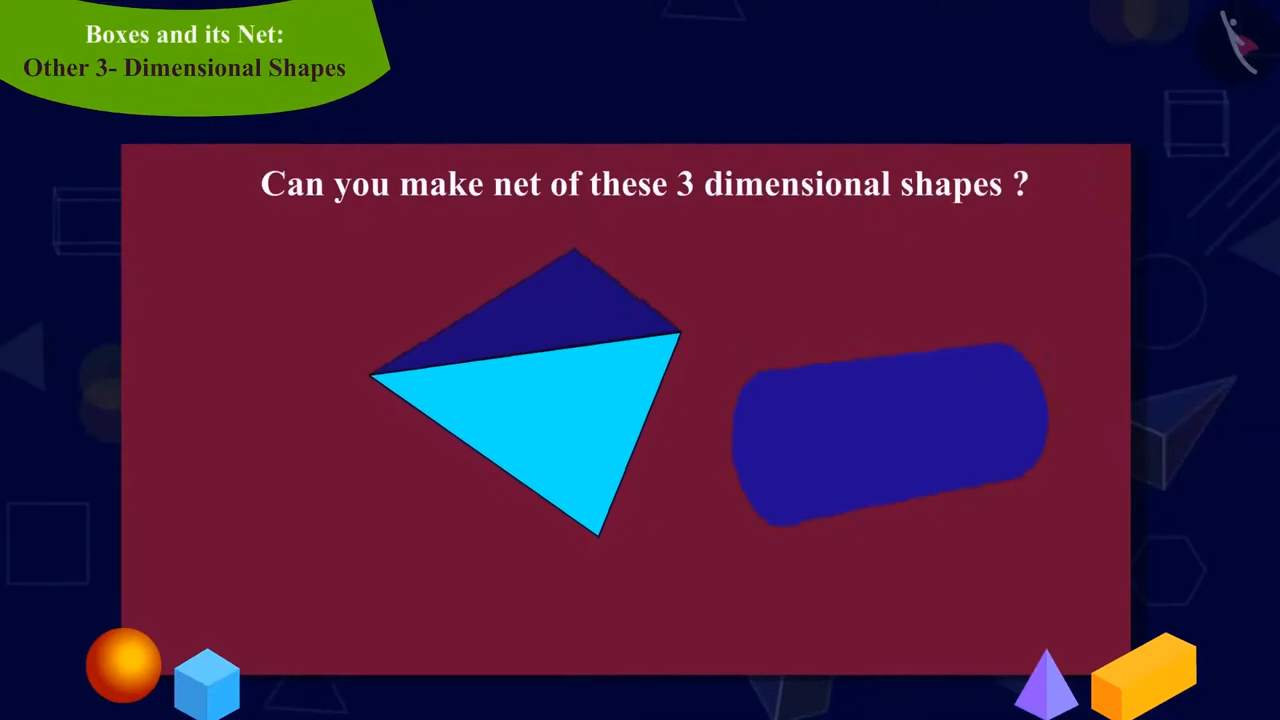 Boxes and its Net:
Other 3- Dimensional Shapes
Can you make net of these 3 dimensional shapes ?